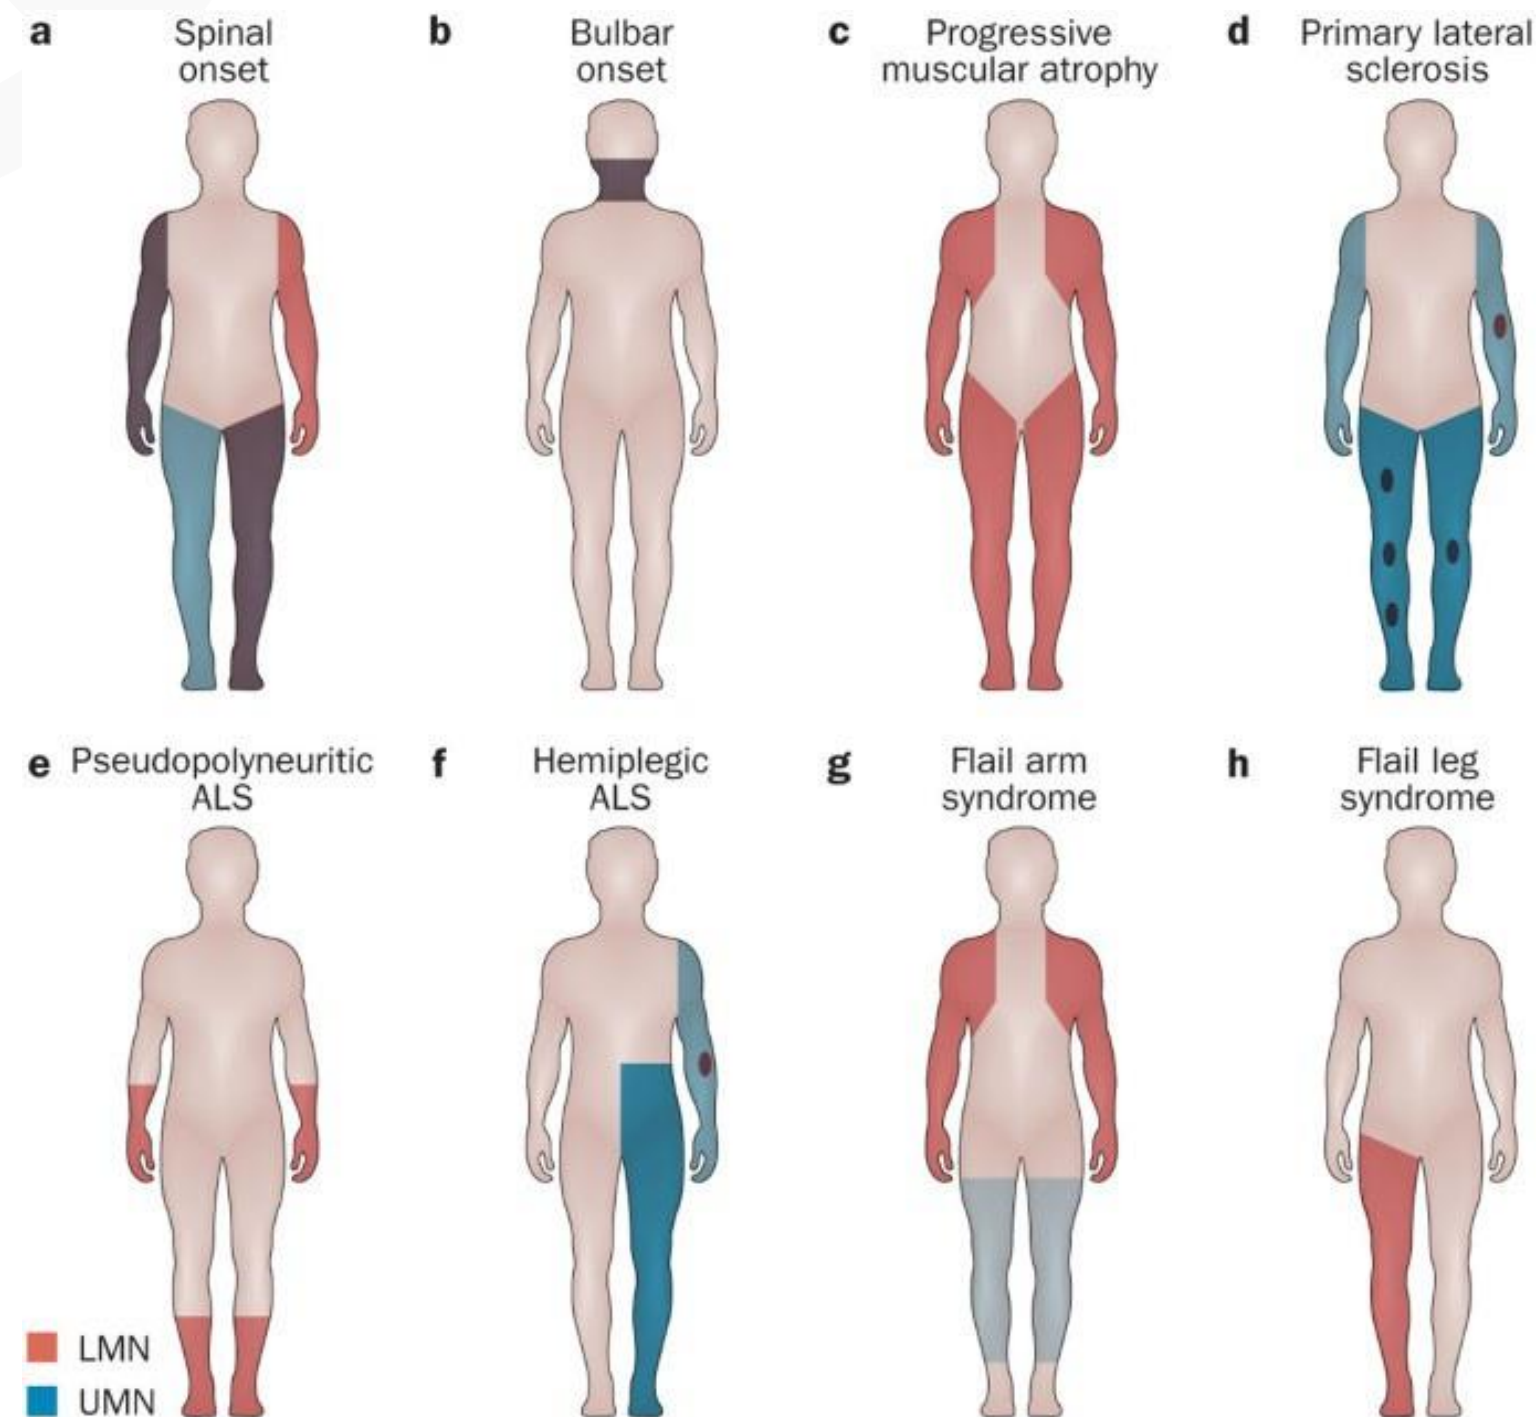 a Spinal onset
b Bulbar onset
c Progressive muscular atrophy
d Primary lateral sclerosis
e Pseudopolyneuritic ALS
f Hemiplegic ALS
g Flail arm syndrome
h Flail leg syndrome
LMN
UMN